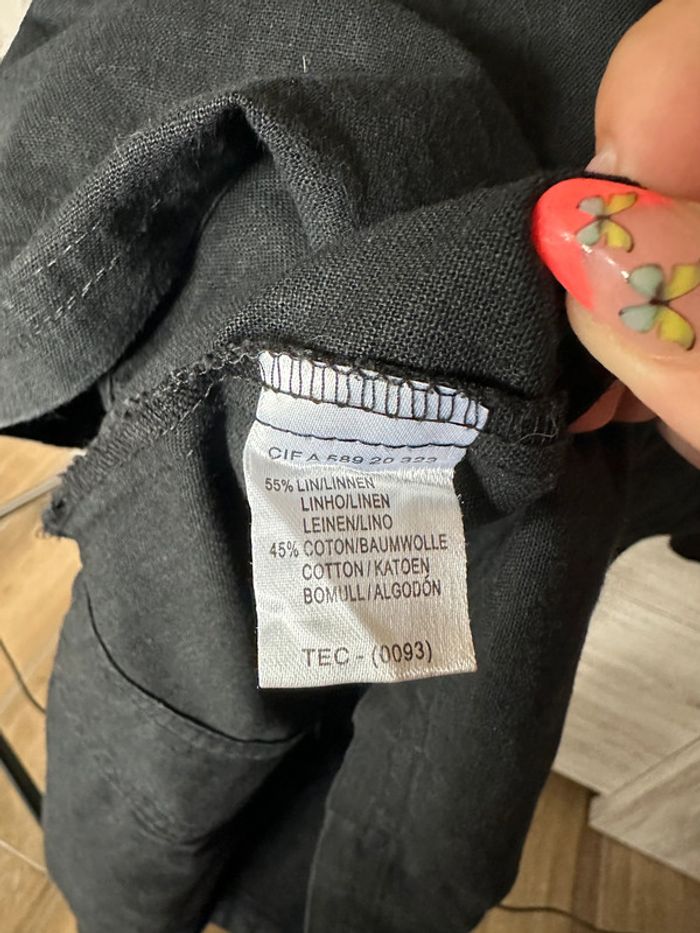 CIF A 589 20 323
55% LIN/LINNEN
LINHO/LINEN
LEINEN/LINO
45% COTON/BAUMWOLLE
COTTON/KATOEN
BOMULL/ALGODÓN
TEC - (0093)